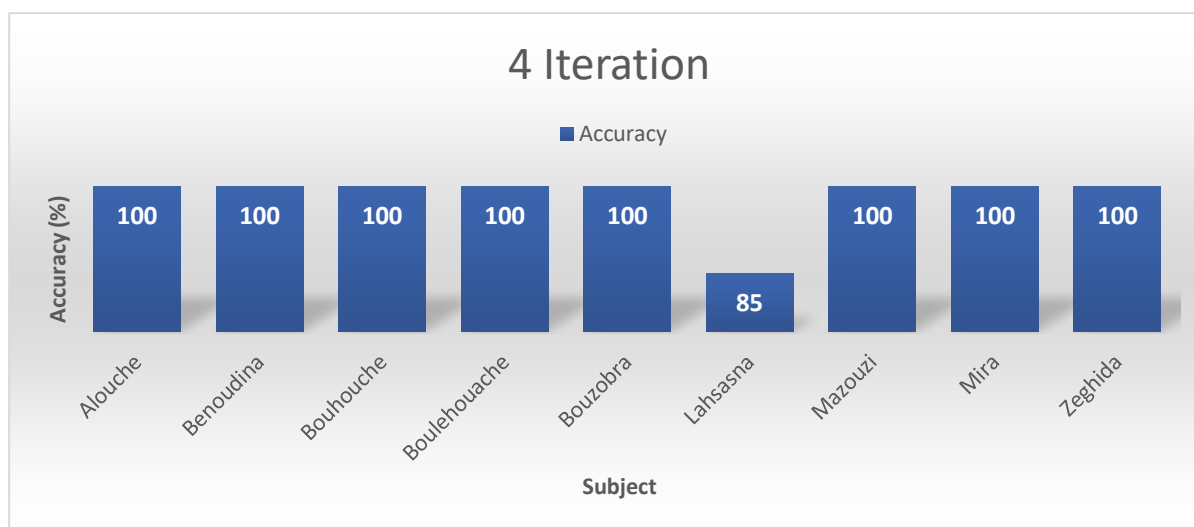 4 Iteration
Accuracy
Accuracy (%)
100 100 100 100 100 85 100 100 100
Alouche Benoudina Bouhouche Boulehouache Bouzobra Lahsasna Mazouzi Mira Zeghida
Subject